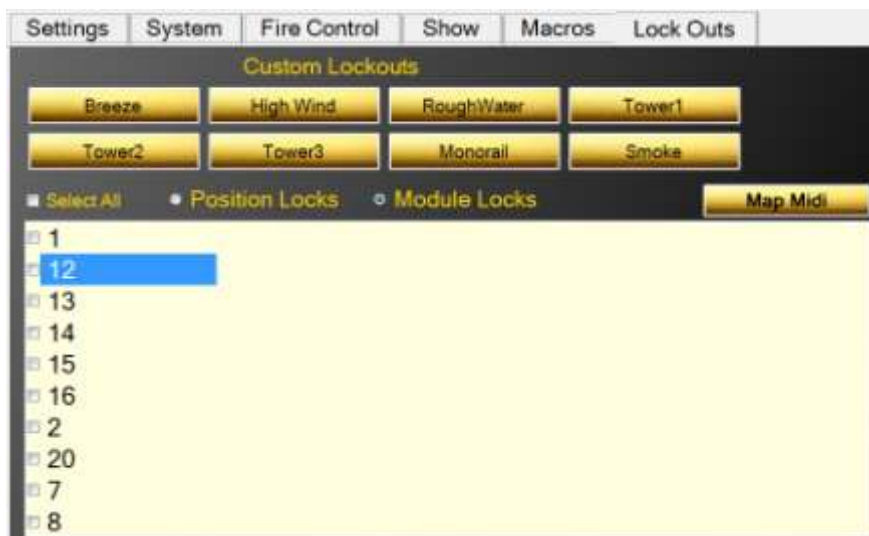 Settings System Fire Control Show Macros Lock Outs
Custom Lockouts
Breeze High Wind RoughWater Tower1
Tower2 Tower3 Monorail Smoke
Select All Position Locks Module Locks Map Midi
1
12
13
14
15
16
2
20
7
8